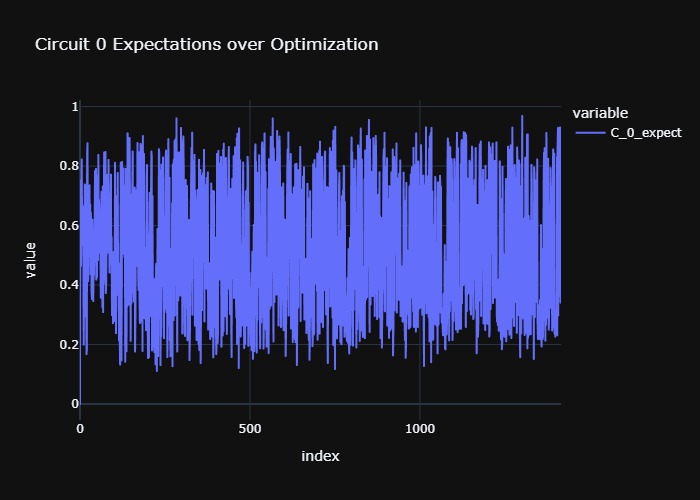 Circuit 0 Expectations over Optimization
variable
C_0_expect
value
1
0.8
0.6
0.4
0.2
0
0
500
1000
index